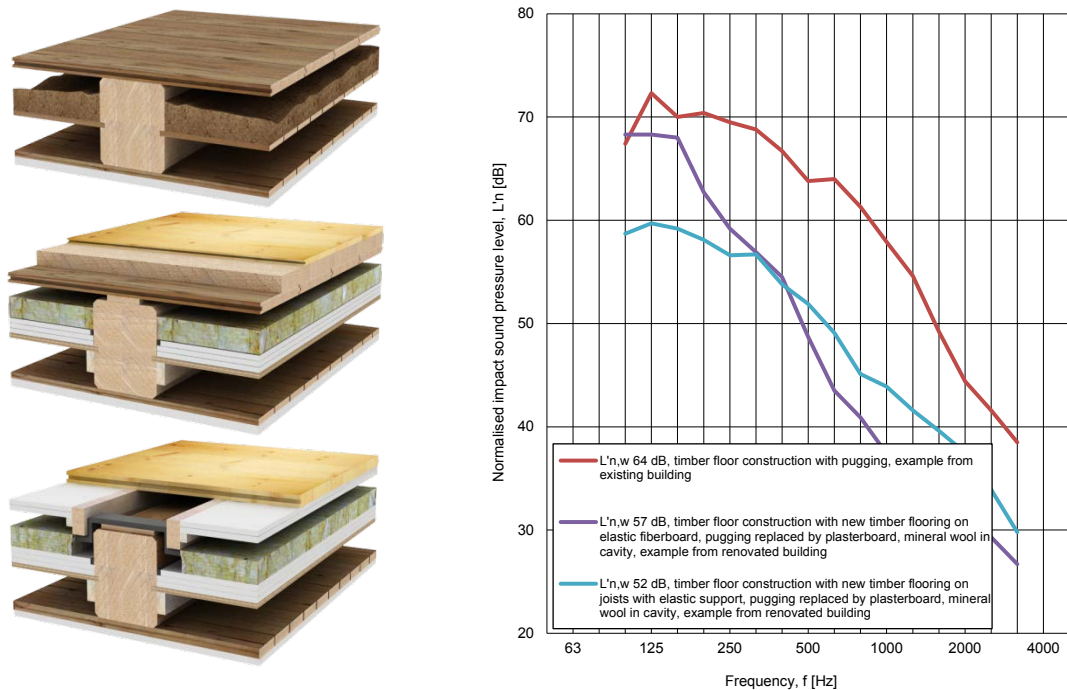 80
70
60
50
40
30
20
Normalised impact sound pressure level, L'n [dB]
L'n,w 64 dB, timber floor construction with pugging, example from
existing building
L'n,w 57 dB, timber floor construction with new timber flooring on
elastic fiberboard, pugging replaced by plasterboard, mineral wool in
cavity, example from renovated building
L'n,w 52 dB, timber floor construction with new timber flooring on
joists with elastic support, pugging replaced by plasterboard, mineral
wool in cavity, example from renovated building
63 125 250 500 1000 2000 4000
Frequency, f [Hz]